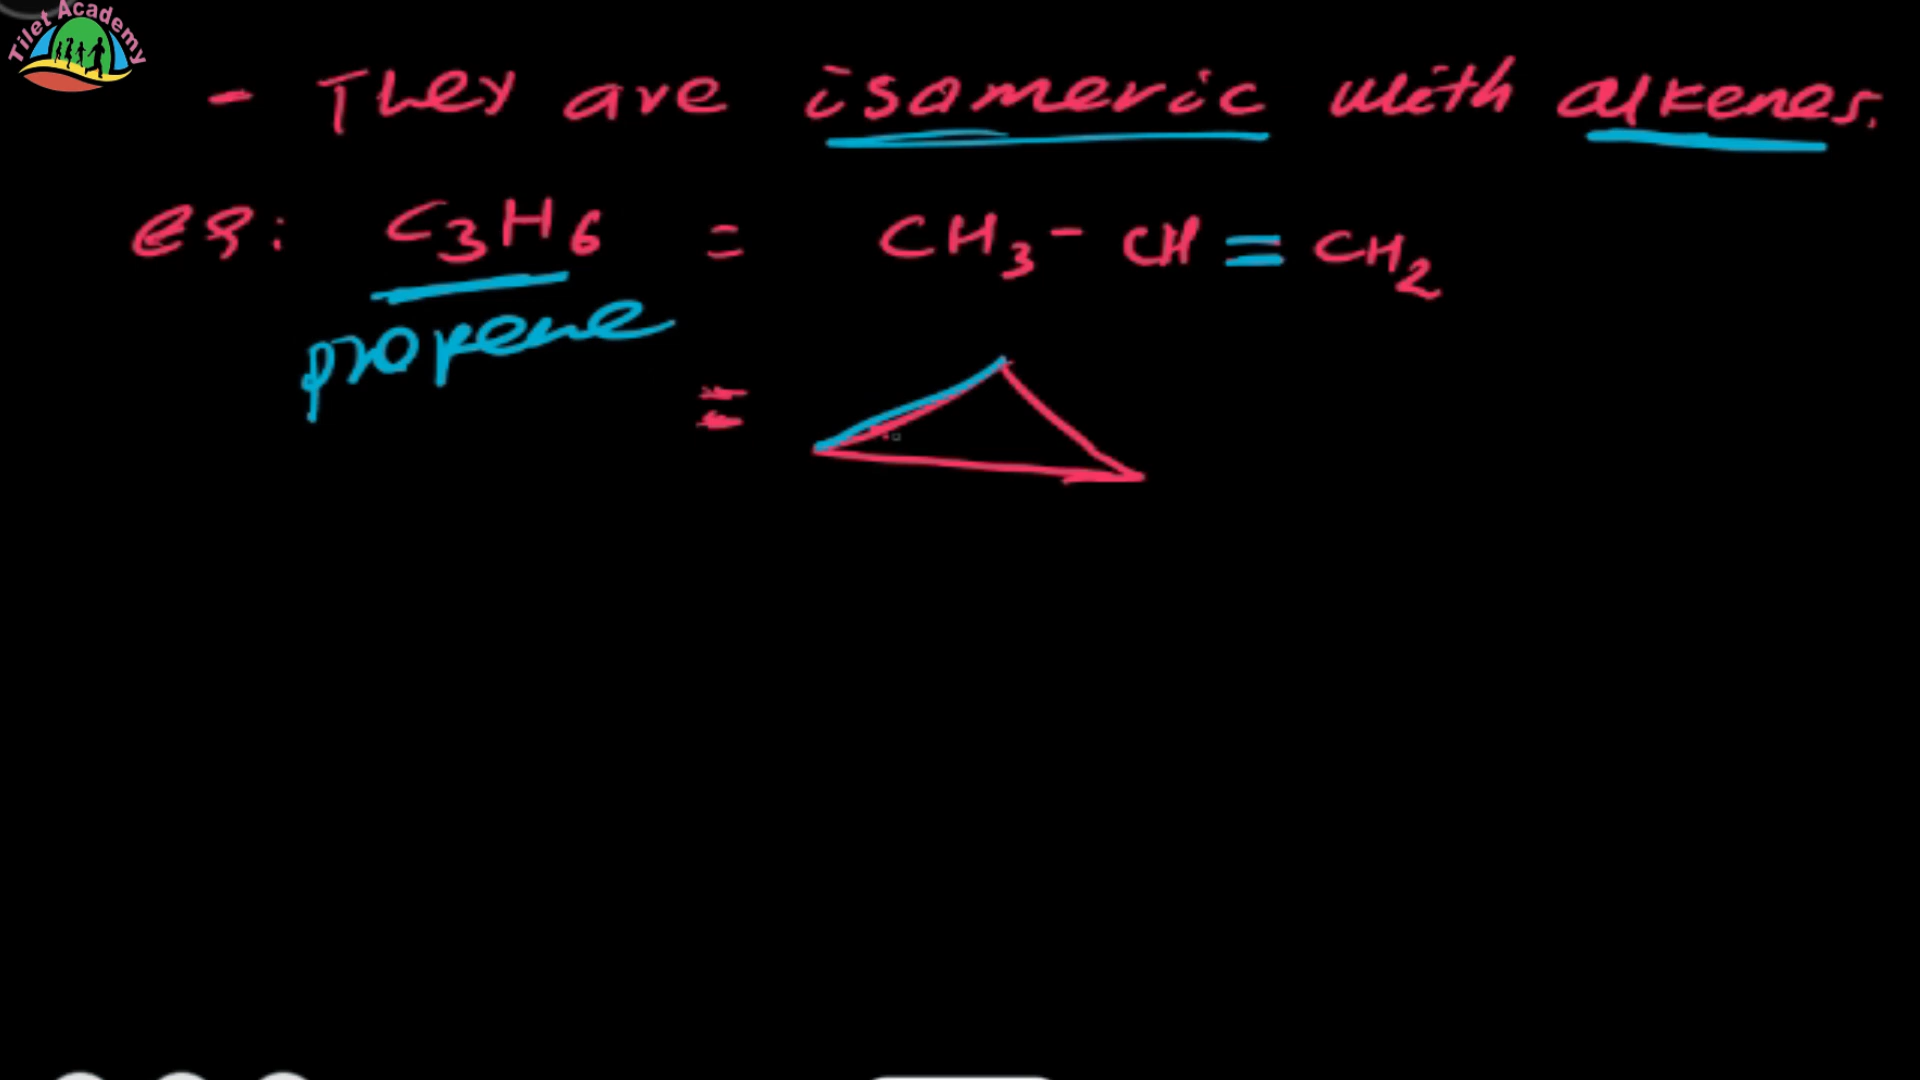 Tilet Academy
- They are isomeric with alkenes.
eg: C3H6 = CH3 - CH = CH2
propene
=